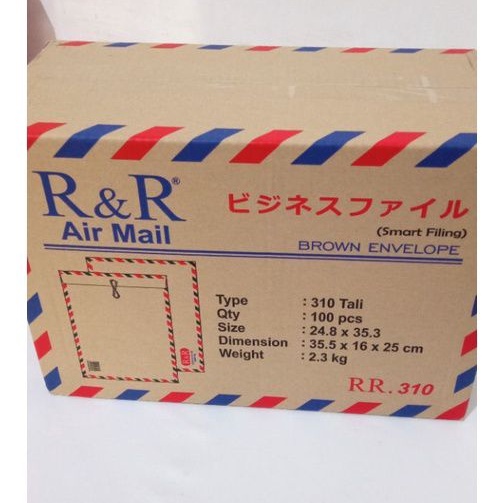 R&R®
Air Mail
ビジネスファイル
(Smart Filing)
BROWN ENVELOPE
Type : 310 Tali
Qty : 100 pcs
Size : 24.8 x 35.3
Dimension : 35.5 x 16 x 25 cm
Weight : 2.3 kg
R&R
RR.310